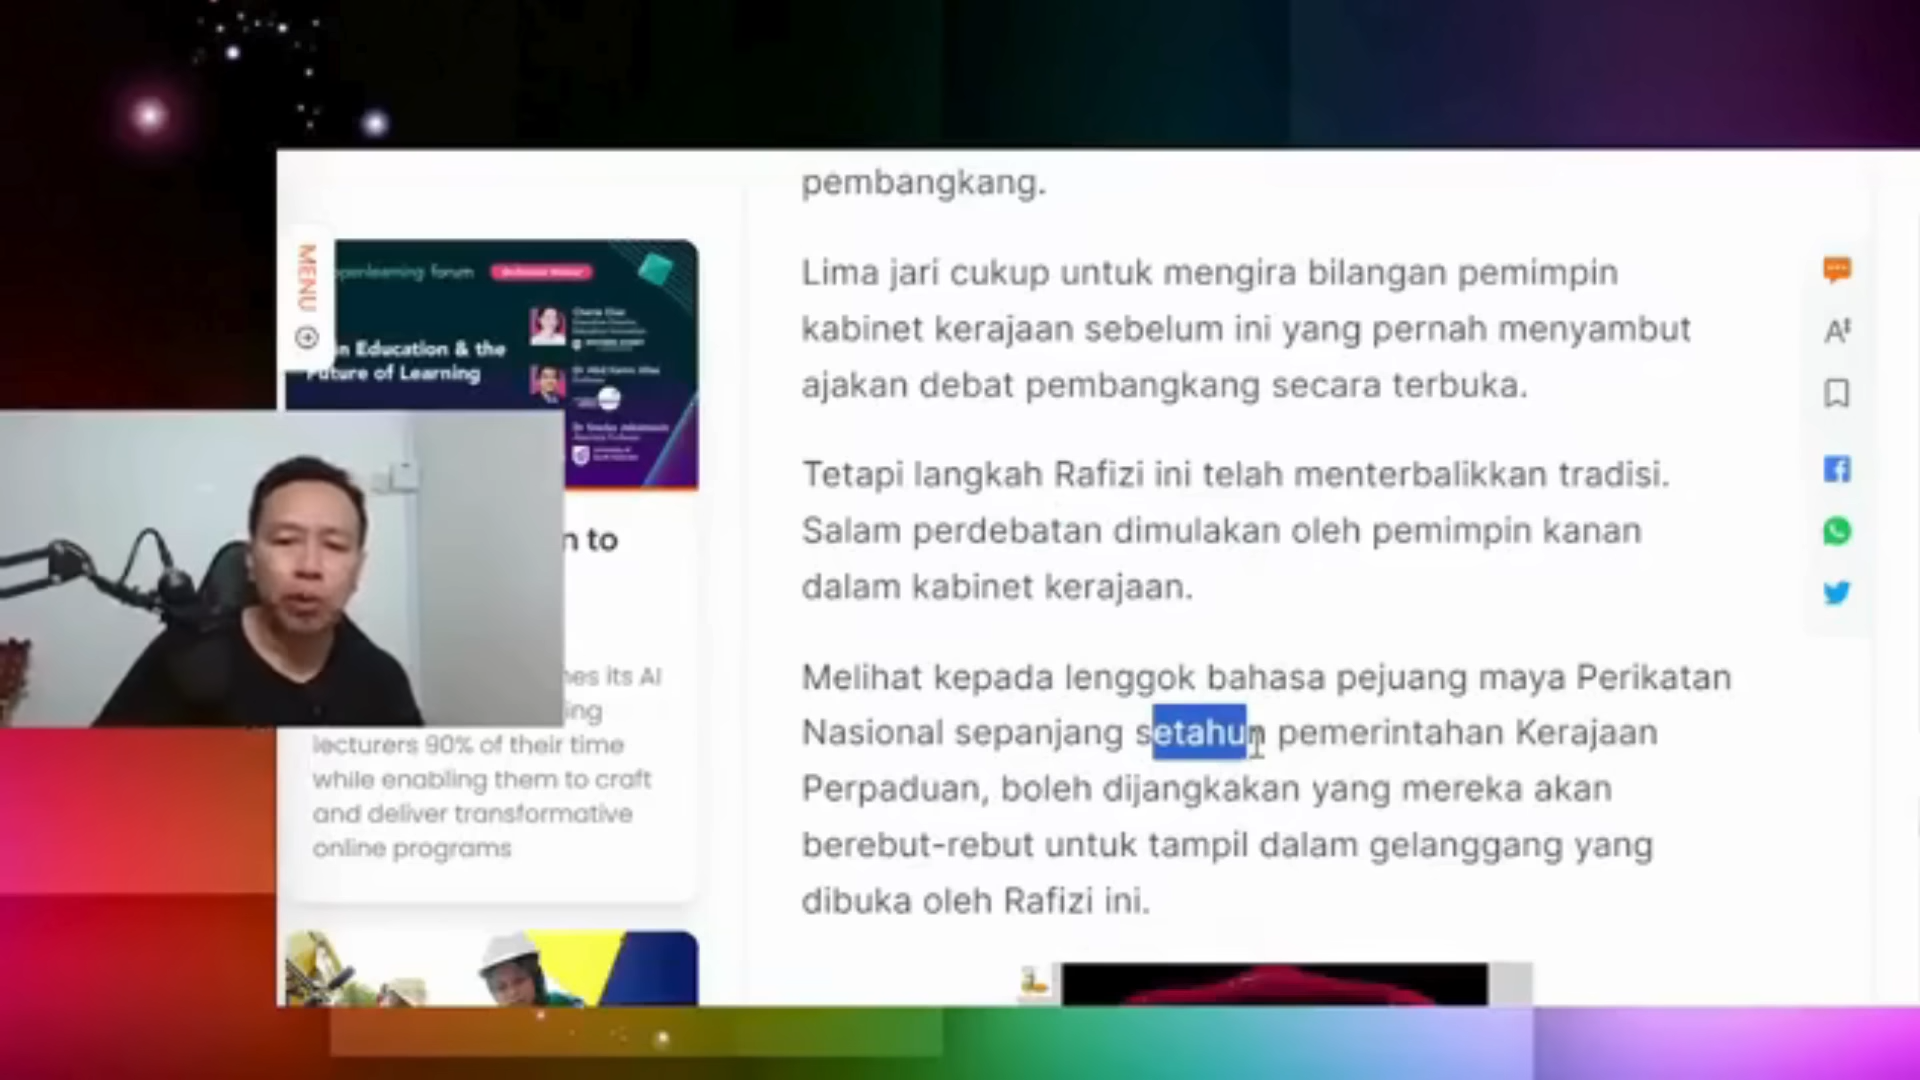 pembangkang.
MENU
openlearning forum
in Education & the
Future of Learning
Lima jari cukup untuk mengira bilangan pemimpin
kabinet kerajaan sebelum ini yang pernah menyambut
ajakan debat pembangkang secara terbuka.
Tetapi langkah Rafizi ini telah menterbalikkan tradisi.
Salam perdebatan dimulakan oleh pemimpin kanan
dalam kabinet kerajaan.
n to
nes its AI
ing
lecturers 90% of their time
while enabling them to craft
and deliver transformative
online programs
Melihat kepada lenggok bahasa pejuang maya Perikatan
Nasional sepanjang setahun pemerintahan Kerajaan
Perpaduan, boleh dijangkakan yang mereka akan
berebut-rebut untuk tampil dalam gelanggang yang
dibuka oleh Rafizi ini.